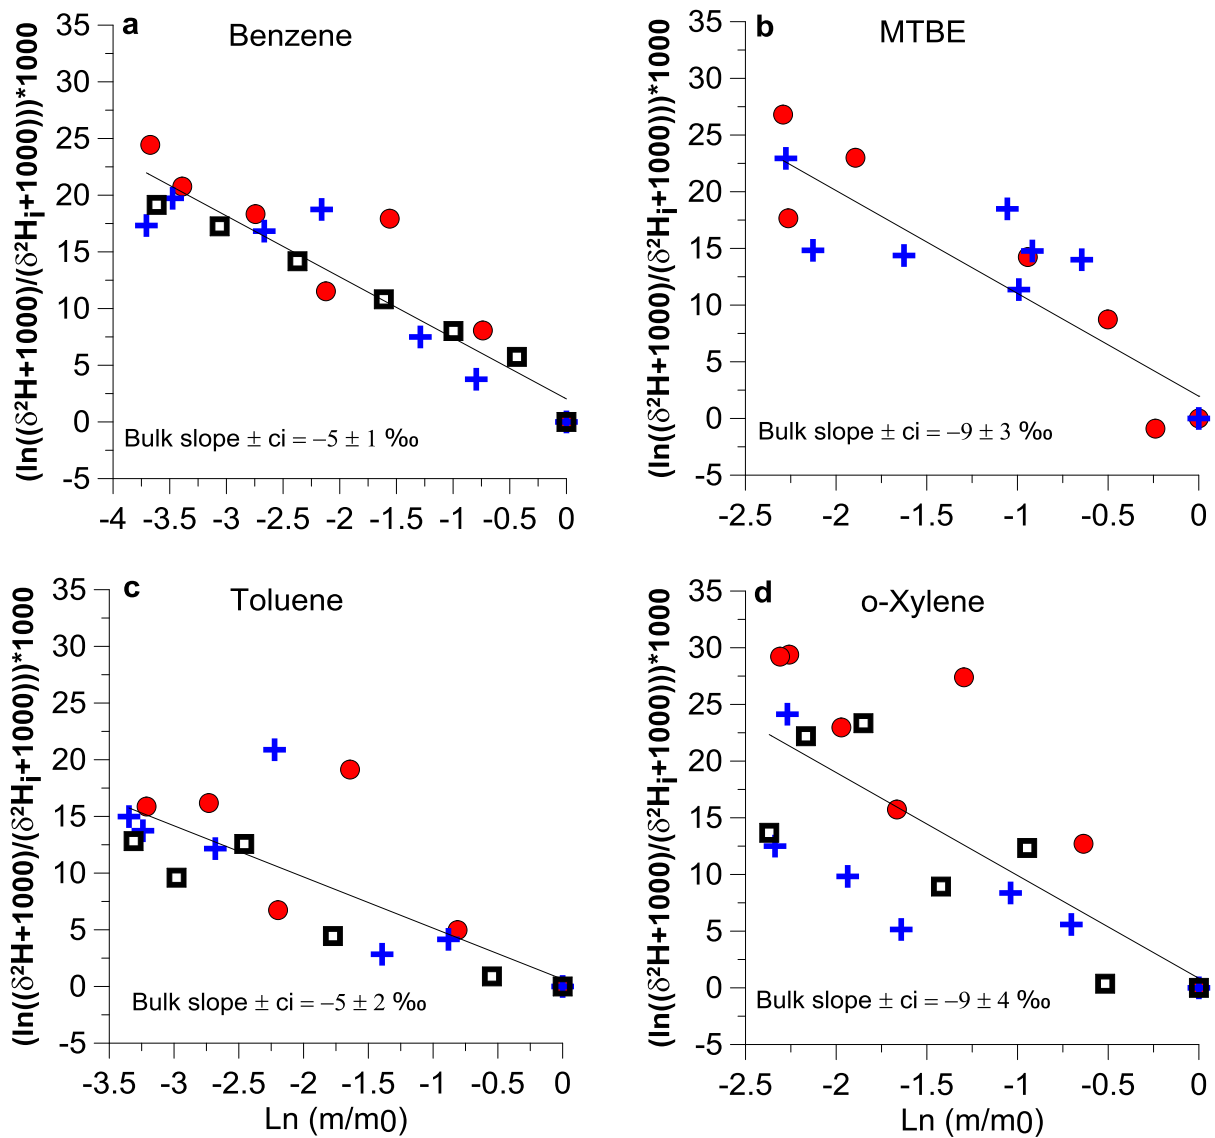 a
Benzene
(ln((δ²H+1000)/(δ²Hi+1000)))*1000
35
30
25
20
15
10
5
0
-5
Bulk slope ± ci = −5 ± 1 ‰
-4 -3.5 -3 -2.5 -2 -1.5 -1 -0.5 0
b
MTBE
(ln((δ²H+1000)/(δ²Hi+1000)))*1000
35
30
25
20
15
10
5
0
-5
Bulk slope ± ci = −9 ± 3 ‰
-2.5 -2 -1.5 -1 -0.5 0
c
Toluene
(ln((δ²H+1000)/(δ²Hi+1000)))*1000
35
30
25
20
15
10
5
0
-5
Bulk slope ± ci = −5 ± 2 ‰
-3.5 -3 -2.5 -2 -1.5 -1 -0.5 0
Ln (m/m0)
d
o-Xylene
(ln((δ²H+1000)/(δ²Hi+1000)))*1000
35
30
25
20
15
10
5
0
-5
Bulk slope ± ci = −9 ± 4 ‰
-2.5 -2 -1.5 -1 -0.5 0
Ln (m/m0)